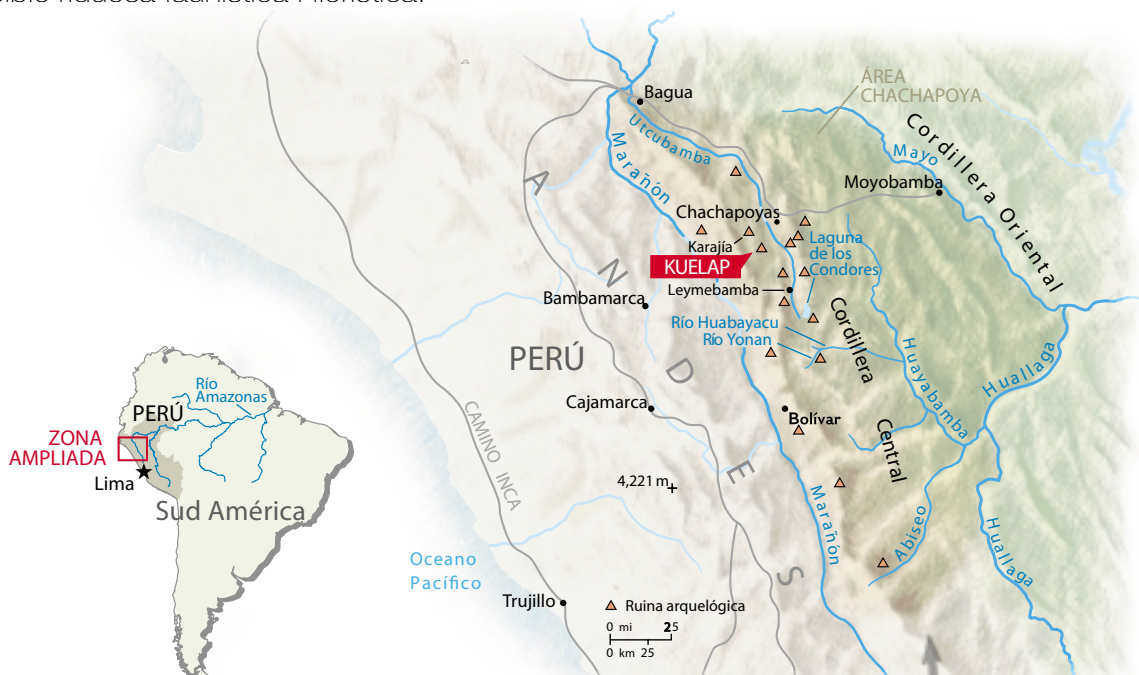 ÁREA
CHACHAPOYA
Bagua
Utcubamba
Marañón
Cordillera Oriental
Mayo
Moyobamba
Chachapoyas
Karajía
KUELAP
Laguna
de los
Condores
Leymebamba
ANDES
Bambamarca
Río Huabayacu
Río Yonan
Cordillera
Central
PERÚ
Huayabamba
Huallaga
Cajamarca
Bolívar
CAMINO INCA
4,221 m
Marañón
Abiseo
Huallaga
Oceano
Pacífico
Trujillo
Ruina arquelógica
0 mi 25
0 km 25
Río
Amazonas
PERÚ
ZONA
AMPLIADA
Lima
Sud América